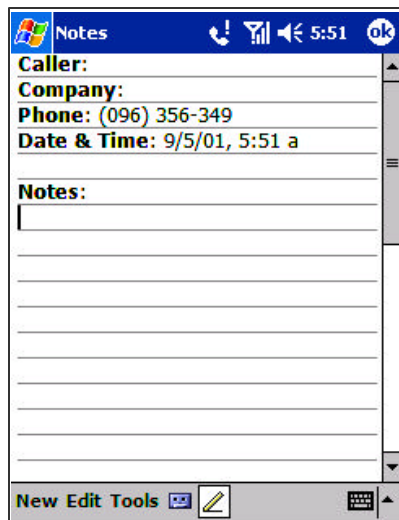 Notes 5:51 ok
Caller:
Company:
Phone: (096) 356-349
Date & Time: 9/5/01, 5:51 a
Notes:
New Edit Tools